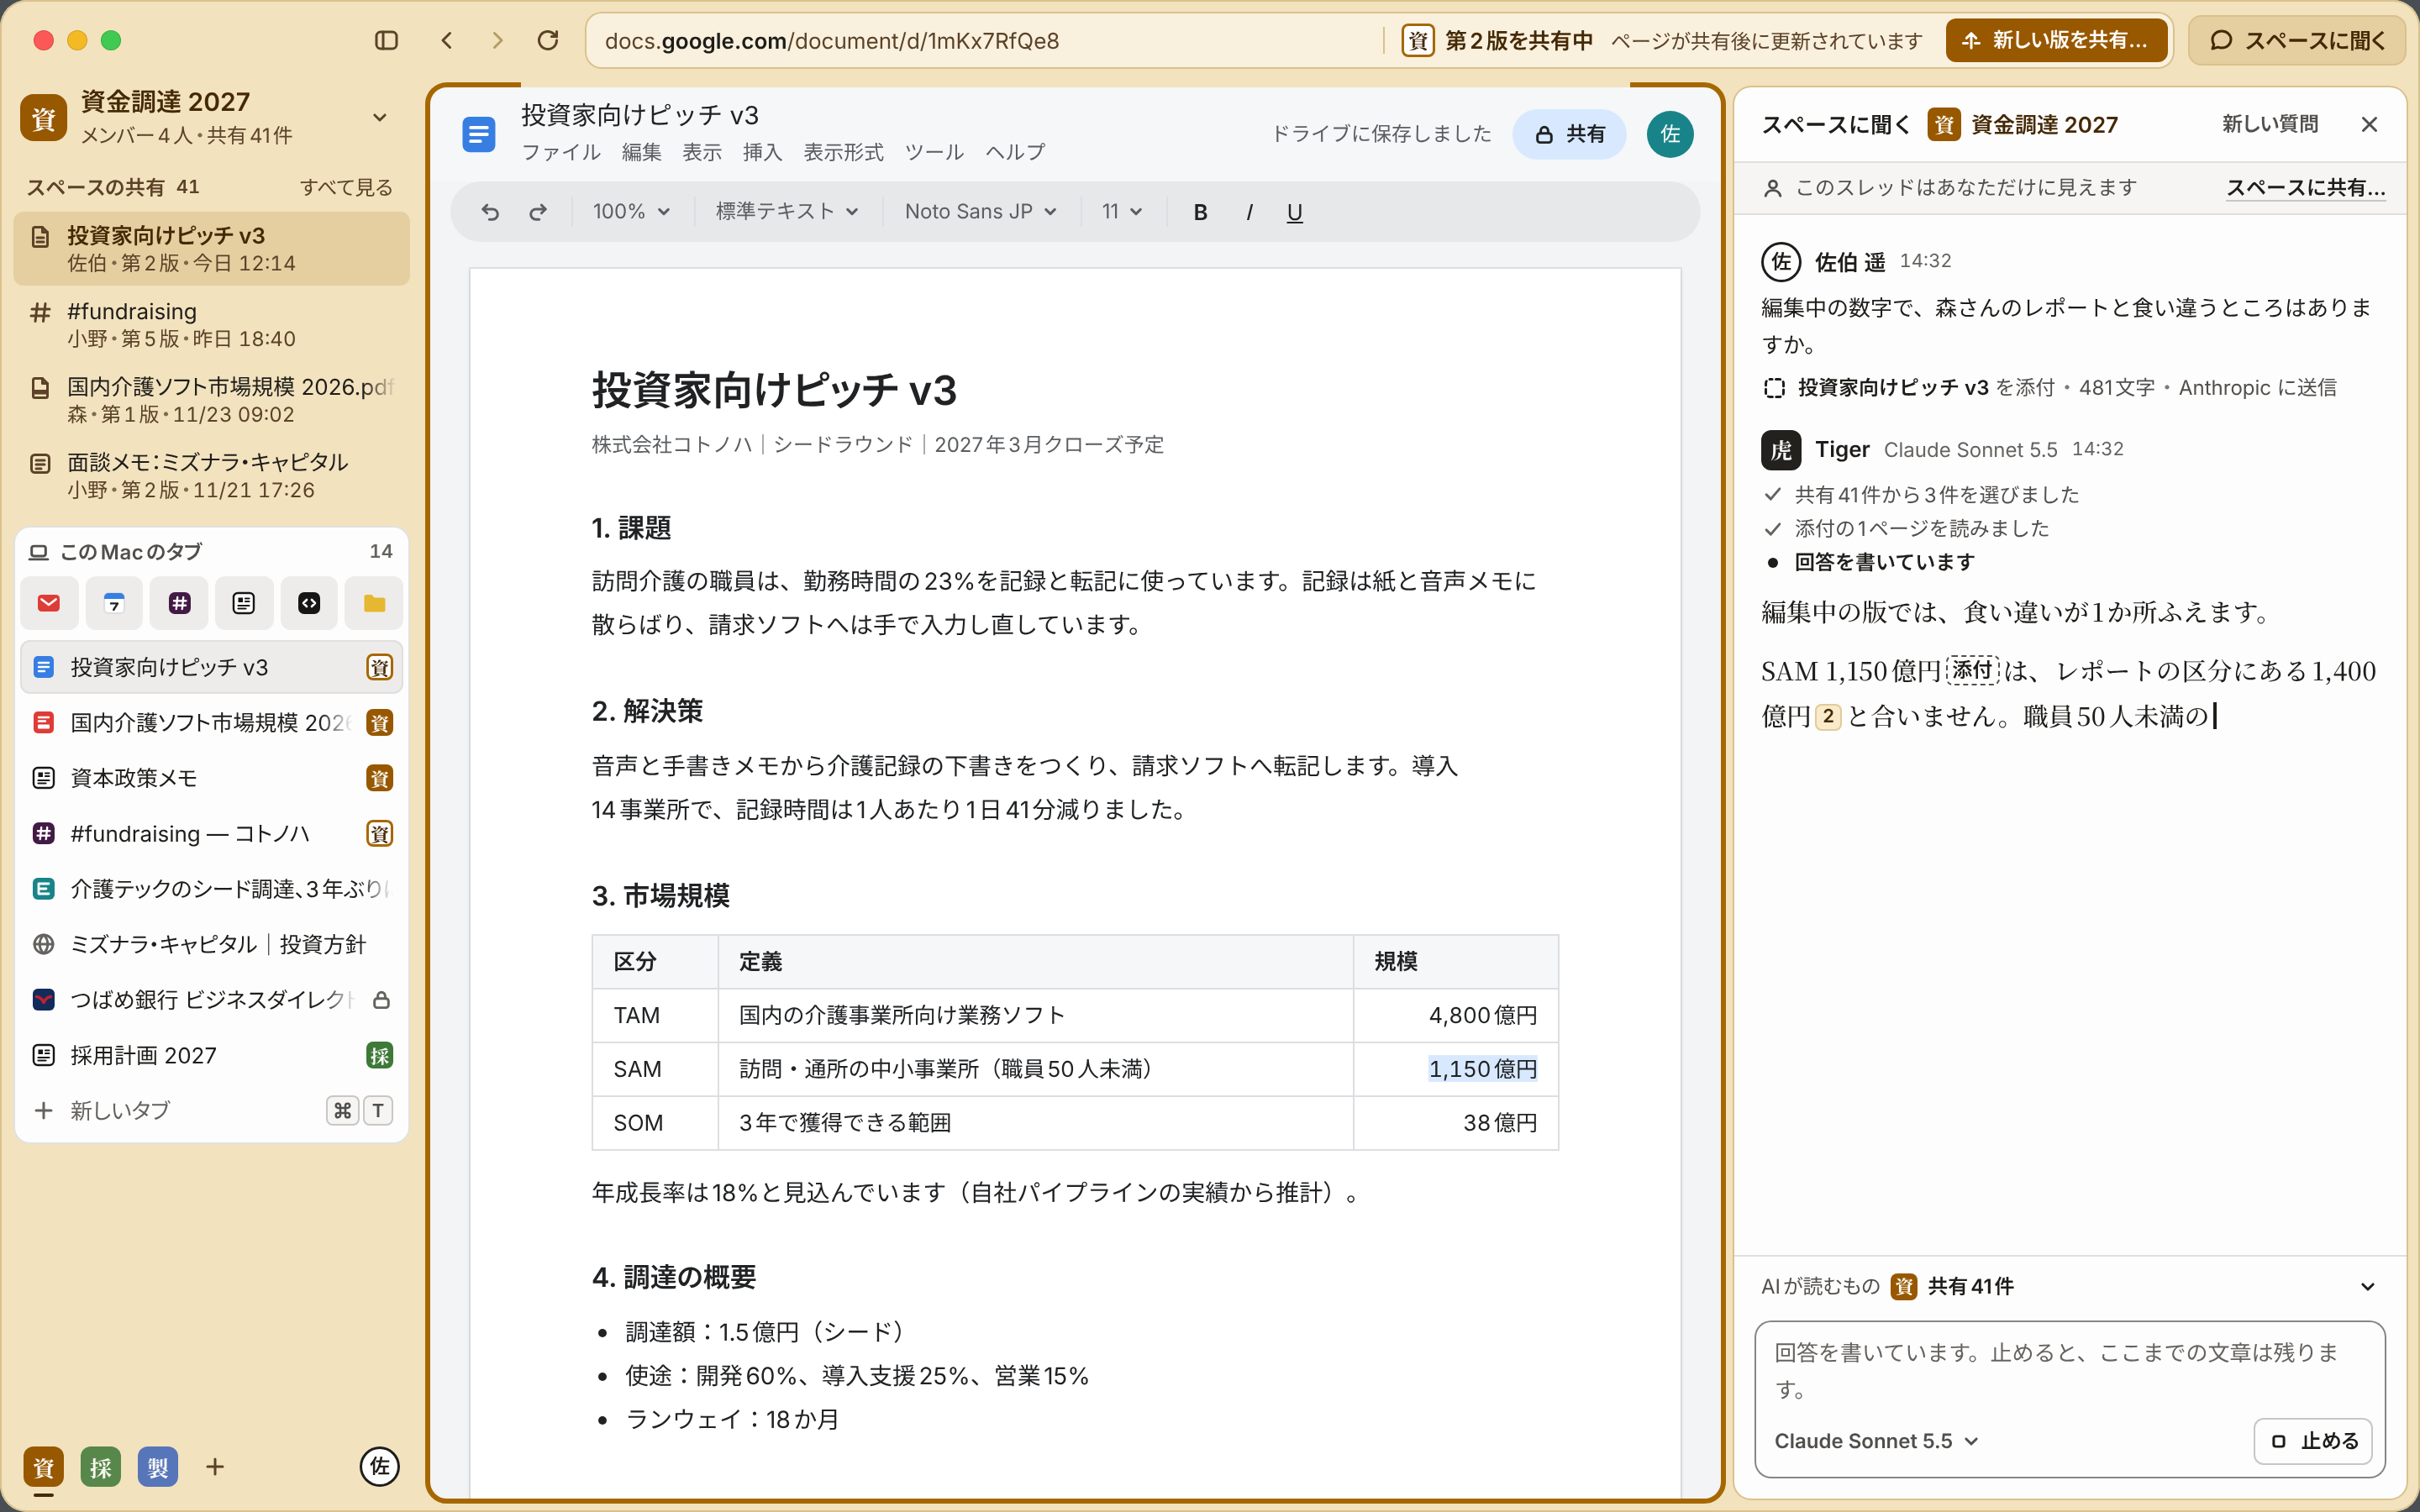 docs.google.com/document/d/1mKx7RfQe8
資 第2版を共有中 ページが共有後に更新されています
新しい版を共有…
スペースに聞く
資 資金調達 2027
メンバー4人・共有41件
スペースの共有 41 すべて見る
投資家向けピッチ v3
佐伯・第2版・今日 12:14
#fundraising
小野・第5版・昨日 18:40
国内介護ソフト市場規模 2026.pdf
森・第1版・11/23 09:02
面談メモ：ミズナラ・キャピタル
小野・第2版・11/21 17:26
このMacのタブ 14
7
投資家向けピッチ v3 資
国内介護ソフト市場規模 2026 資
資本政策メモ 資
#fundraising — コトノハ 資
介護テックのシード調達、3年ぶりに
ミズナラ・キャピタル｜投資方針
つばめ銀行 ビジネスダイレクト
採用計画 2027 採
新しいタブ ⌘ T
資 採 製 + 佐
投資家向けピッチ v3
ファイル 編集 表示 挿入 表示形式 ツール ヘルプ
ドライブに保存しました 共有 佐
100% 標準テキスト Noto Sans JP 11 B I U
投資家向けピッチ v3
株式会社コトノハ｜シードラウンド｜2027年3月クローズ予定
1. 課題
訪問介護の職員は、勤務時間の23%を記録と転記に使っています。記録は紙と音声メモに
散らばり、請求ソフトへは手で入力し直しています。
2. 解決策
音声と手書きメモから介護記録の下書きをつくり、請求ソフトへ転記します。導入
14事業所で、記録時間は1人あたり1日41分減りました。
3. 市場規模
区分 定義 規模
TAM 国内の介護事業所向け業務ソフト 4,800億円
SAM 訪問・通所の中小事業所（職員50人未満） 1,150億円
SOM 3年で獲得できる範囲 38億円
年成長率は18%と見込んでいます（自社パイプラインの実績から推計）。
4. 調達の概要
• 調達額：1.5億円（シード）
• 使途：開発60%、導入支援25%、営業15%
• ランウェイ：18か月
スペースに聞く 資 資金調達 2027 新しい質問
このスレッドはあなただけに見えます スペースに共有…
佐 佐伯 遥 14:32
編集中の数字で、森さんのレポートと食い違うところはありま
すか。
投資家向けピッチ v3 を添付・481文字・Anthropic に送信
虎 Tiger Claude Sonnet 5.5 14:32
共有41件から3件を選びました
添付の1ページを読みました
回答を書いています
編集中の版では、食い違いが1か所ふえます。
SAM 1,150億円 添付 は、レポートの区分にある1,400
億円 2 と合いません。職員50人未満の
AIが読むもの 資 共有41件
回答を書いています。止めると、ここまでの文章は残りま
す。
Claude Sonnet 5.5 止める